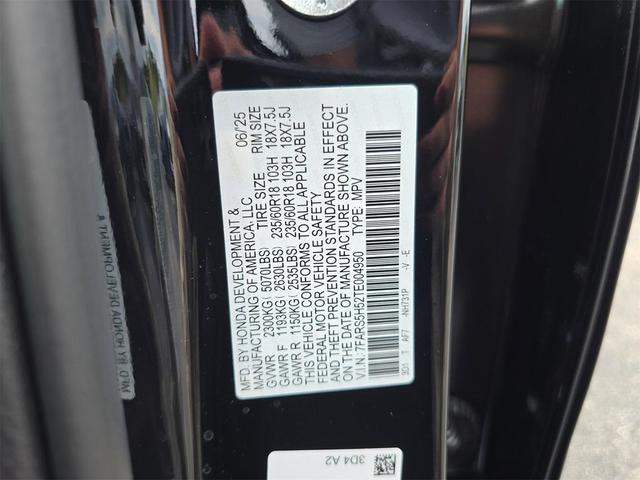 MFD. BY HONDA DEVELOPMENT &
MANUFACTURING OF AMERICA, LLC 06/25
TIRE SIZE RIM SIZE
GVWR 2300KG ( 5070LBS)
GAWR F 1193KG ( 2630LBS) 235/60R18 103H 18X7.5J
GAWR R 1150KG ( 2535LBS) 235/60R18 103H 18X7.5J
THIS VEHICLE CONFORMS TO ALL APPLICABLE
FEDERAL MOTOR VEHICLE SAFETY
AND THEFT PREVENTION STANDARDS IN EFFECT
ON THE DATE OF MANUFACTURE SHOWN ABOVE.
V.I.N.: 7FARS5H52TE004950 TYPE: MPV
AF7 -NH731P -V -E
3D4 A2